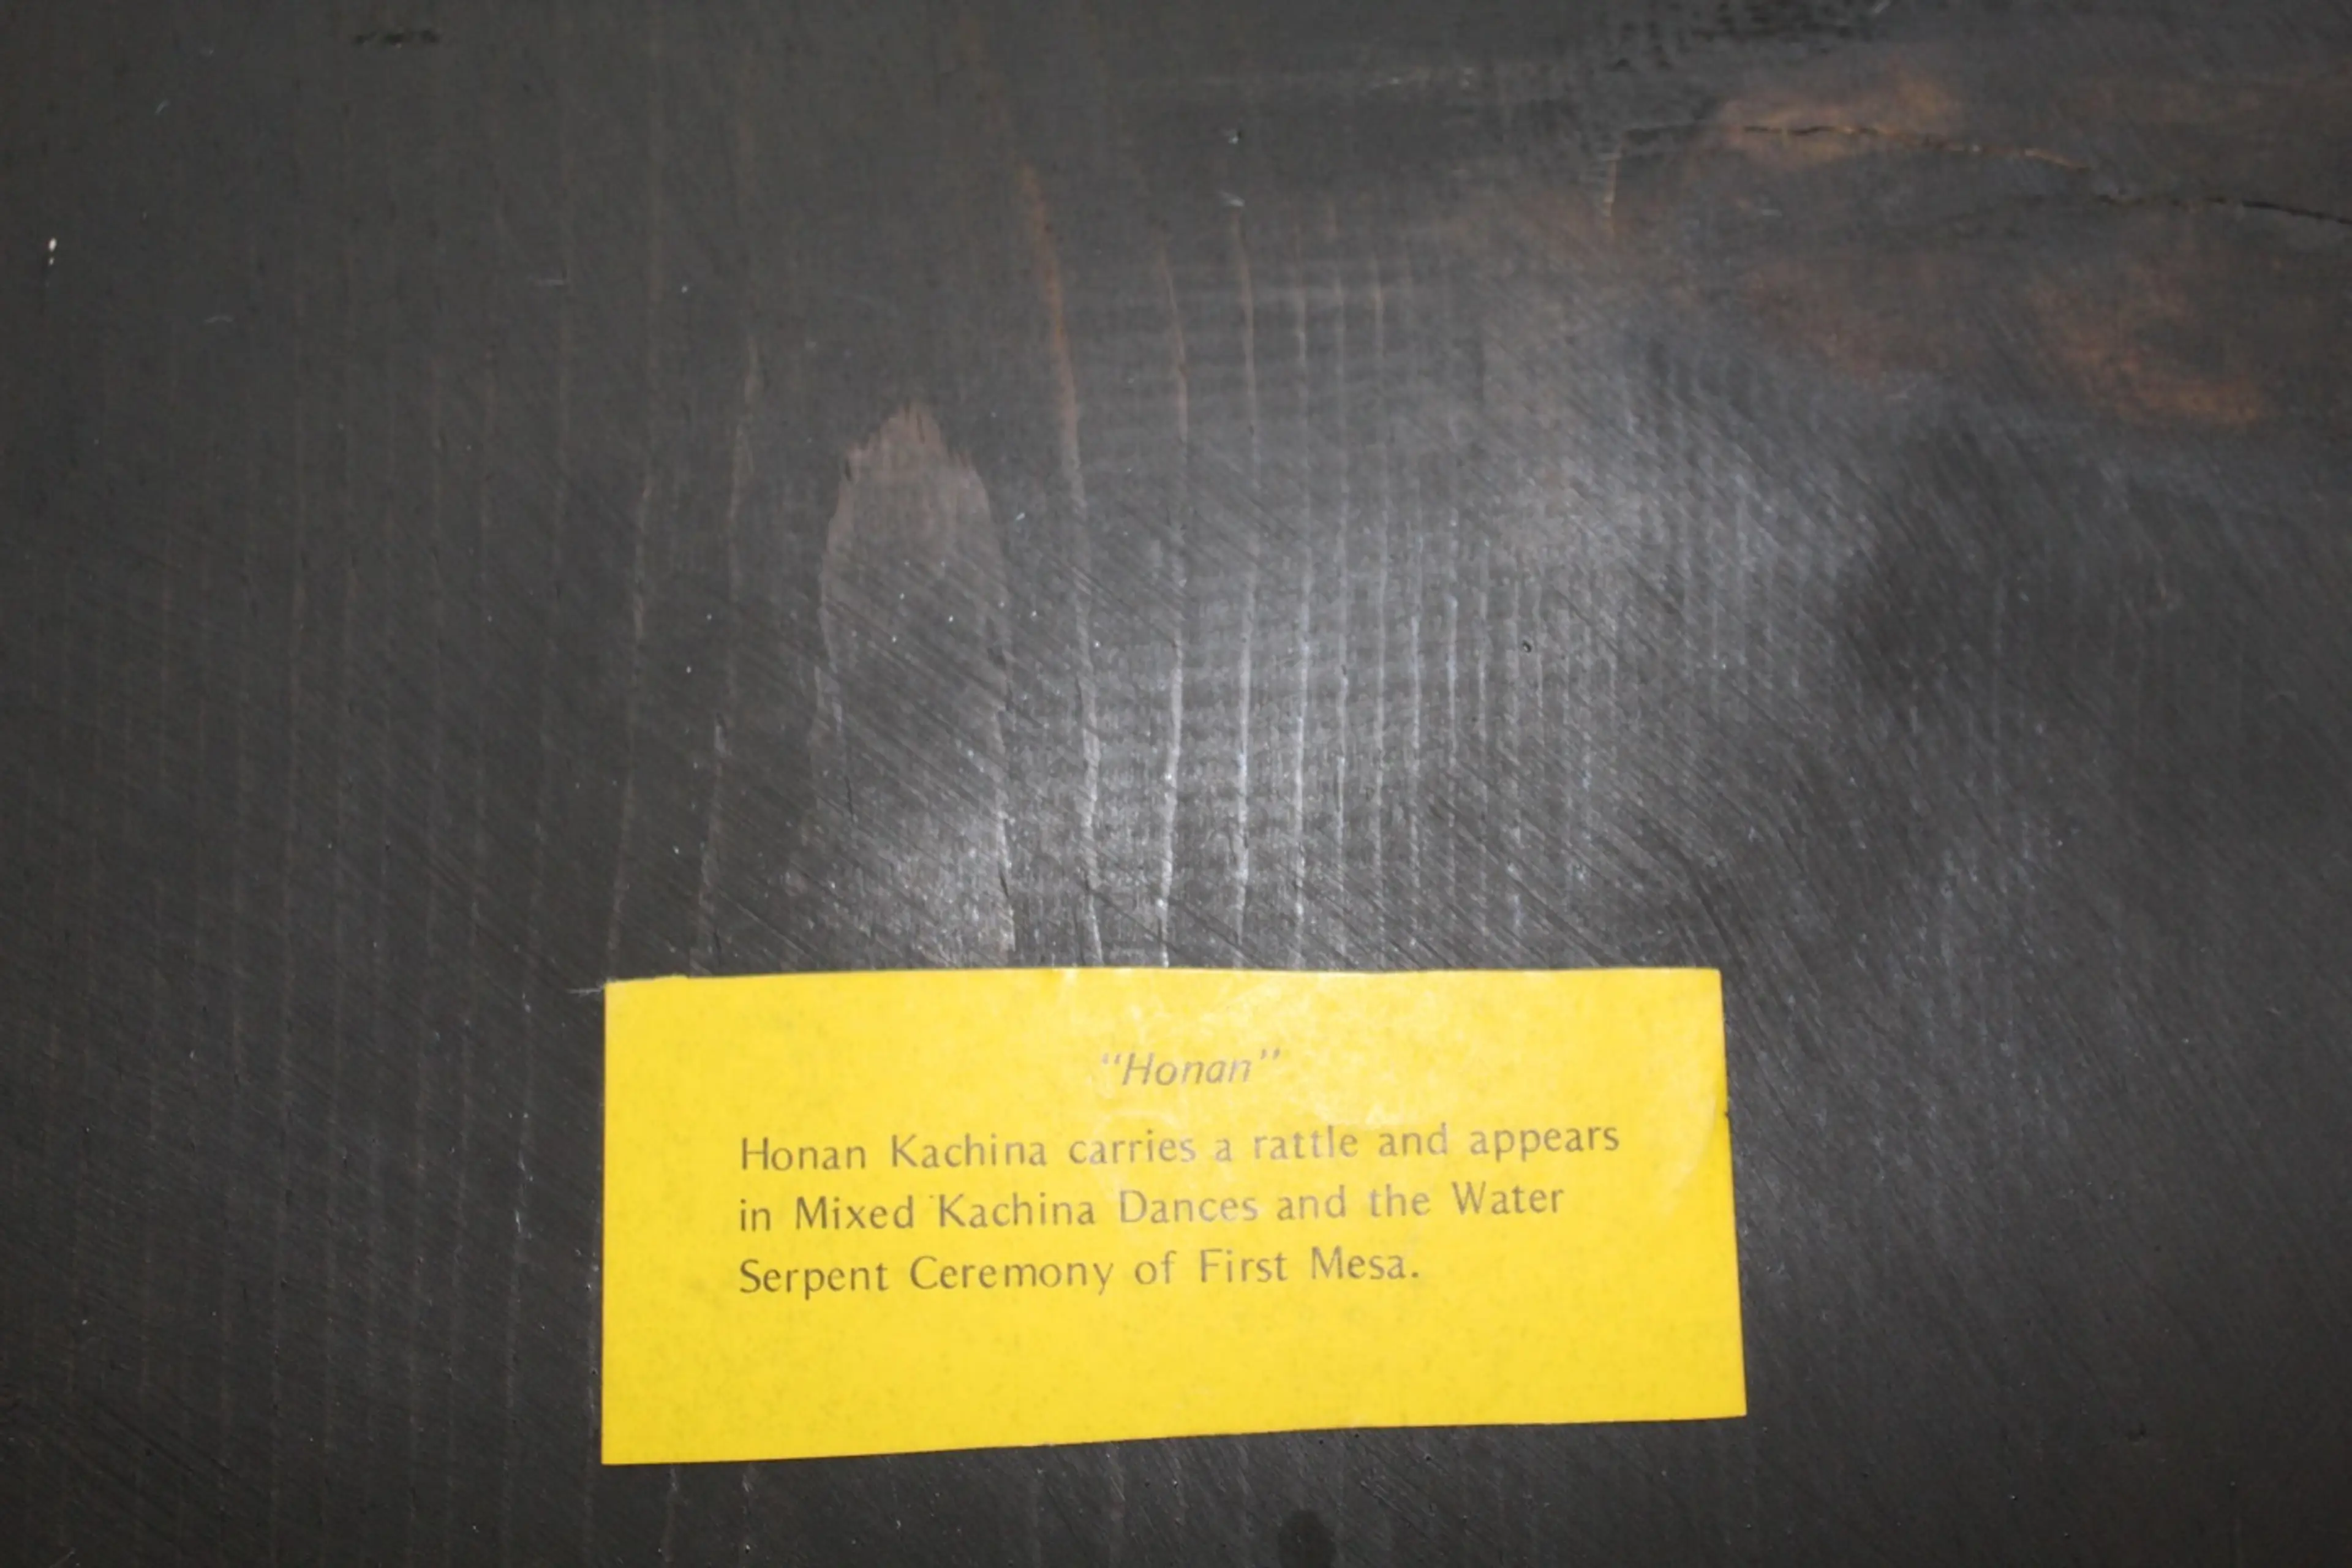 “Honan”
Honan Kachina carries a rattle and appears
in Mixed Kachina Dances and the Water
Serpent Ceremony of First Mesa.